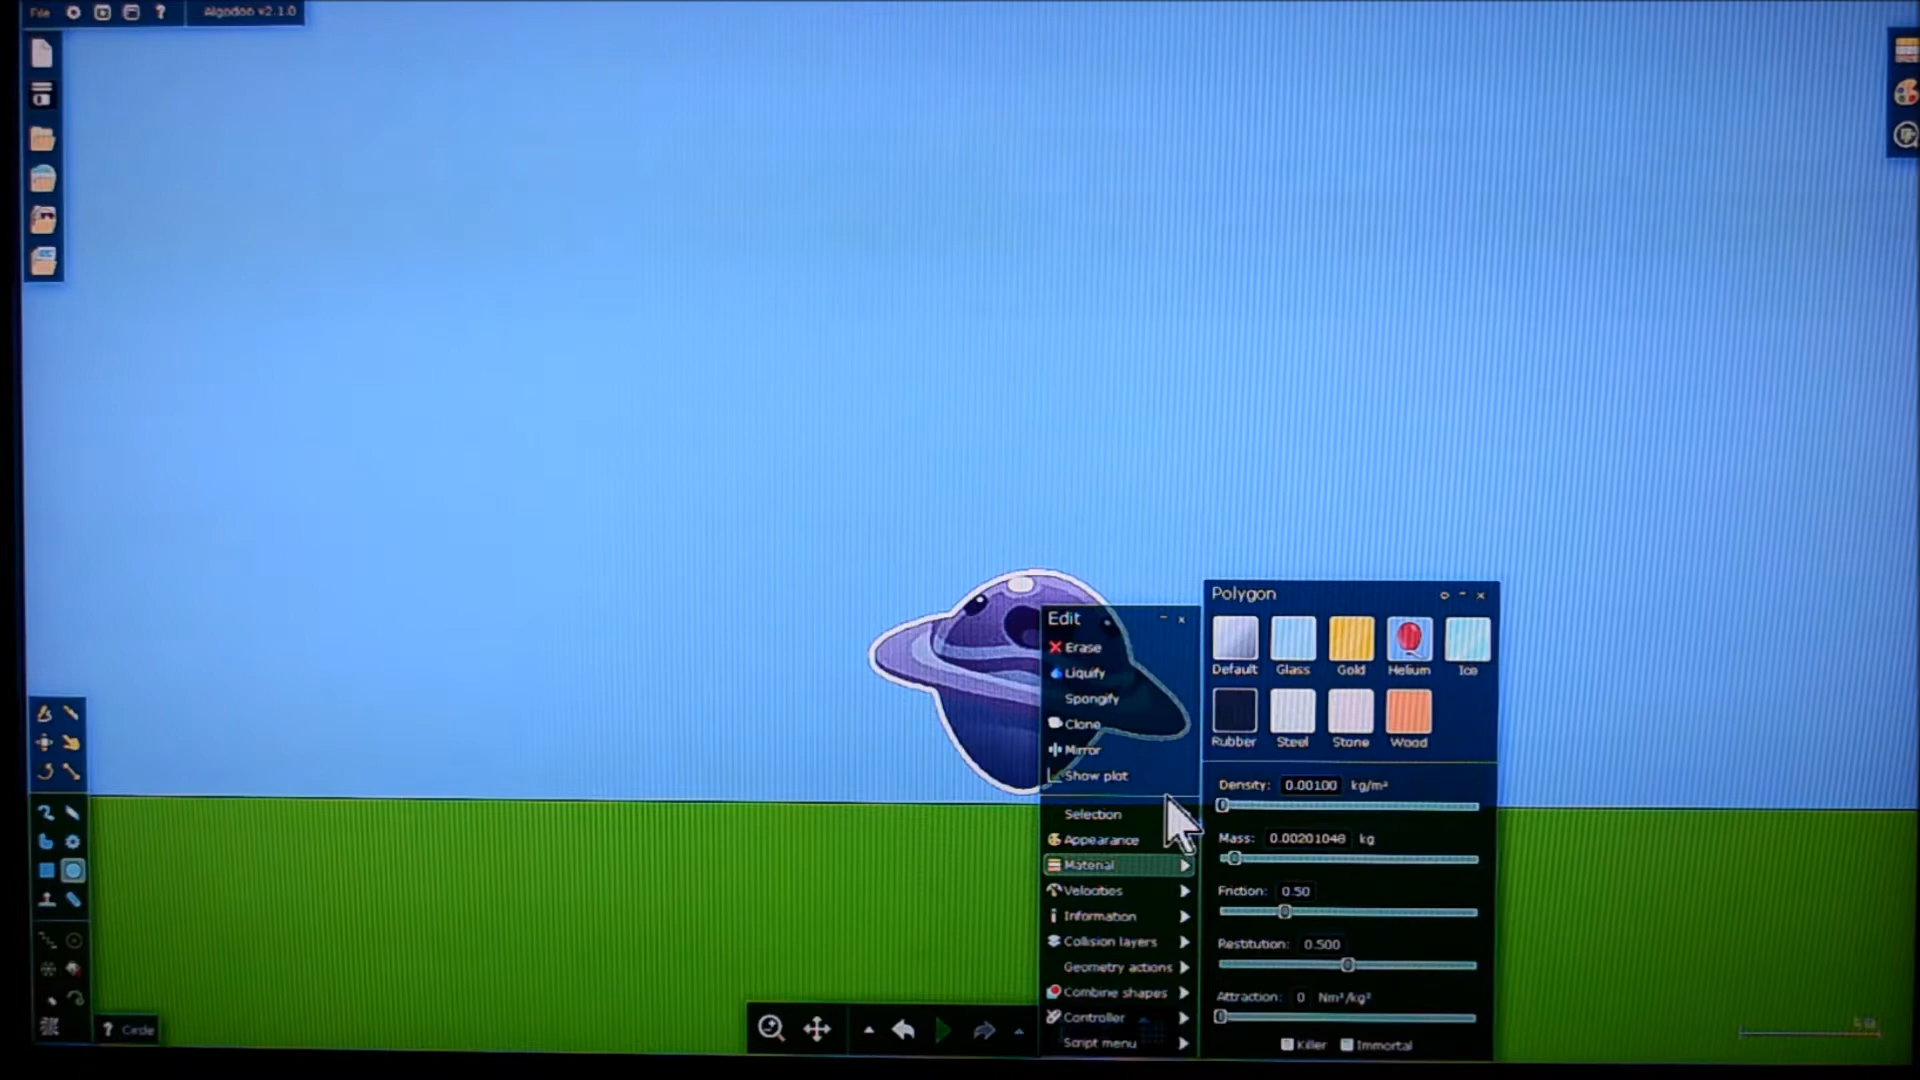 File ? Algodoo v2.1.0
Edit
Erase
Liquify
Spongify
Clone
Mirror
Show plot
Selection
Appearance
Material
Velocities
Information
Collision layers
Geometry actions
Combine shapes
Controller
Script menu
Polygon
Default Glass Gold Helium Ice
Rubber Steel Stone Wood
Density: 0.00100 kg/m²
Mass: 0.00201048 kg
Friction: 0.50
Restitution: 0.500
Attraction: 0 Nm²/kg²
Killer Immortal
? Circle